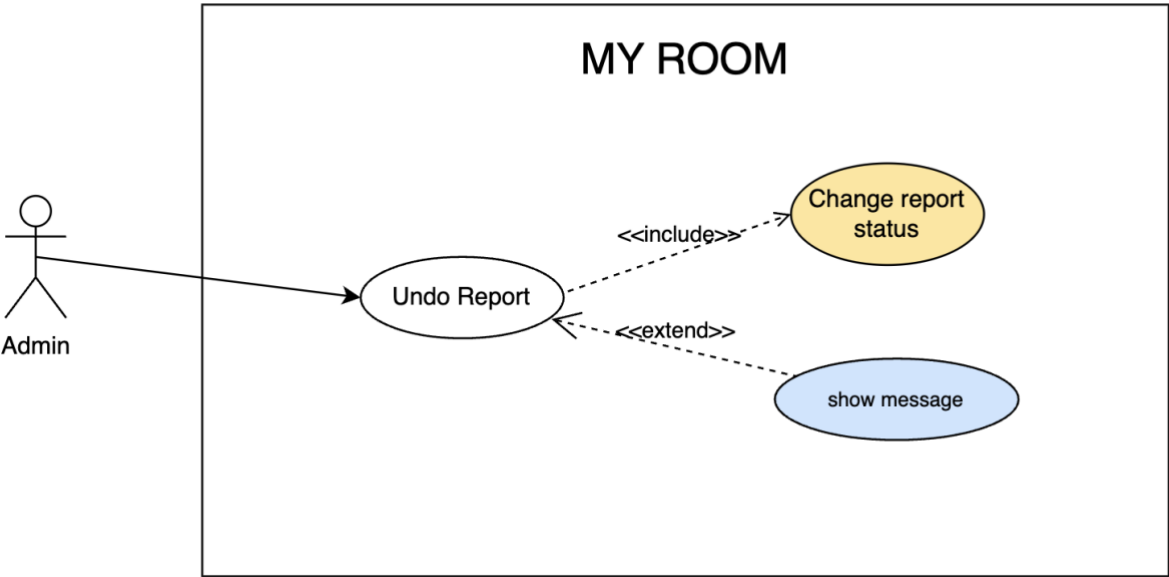 MY ROOM
Change report
status
<<include>>
Undo Report
<<extend>>
Admin
show message